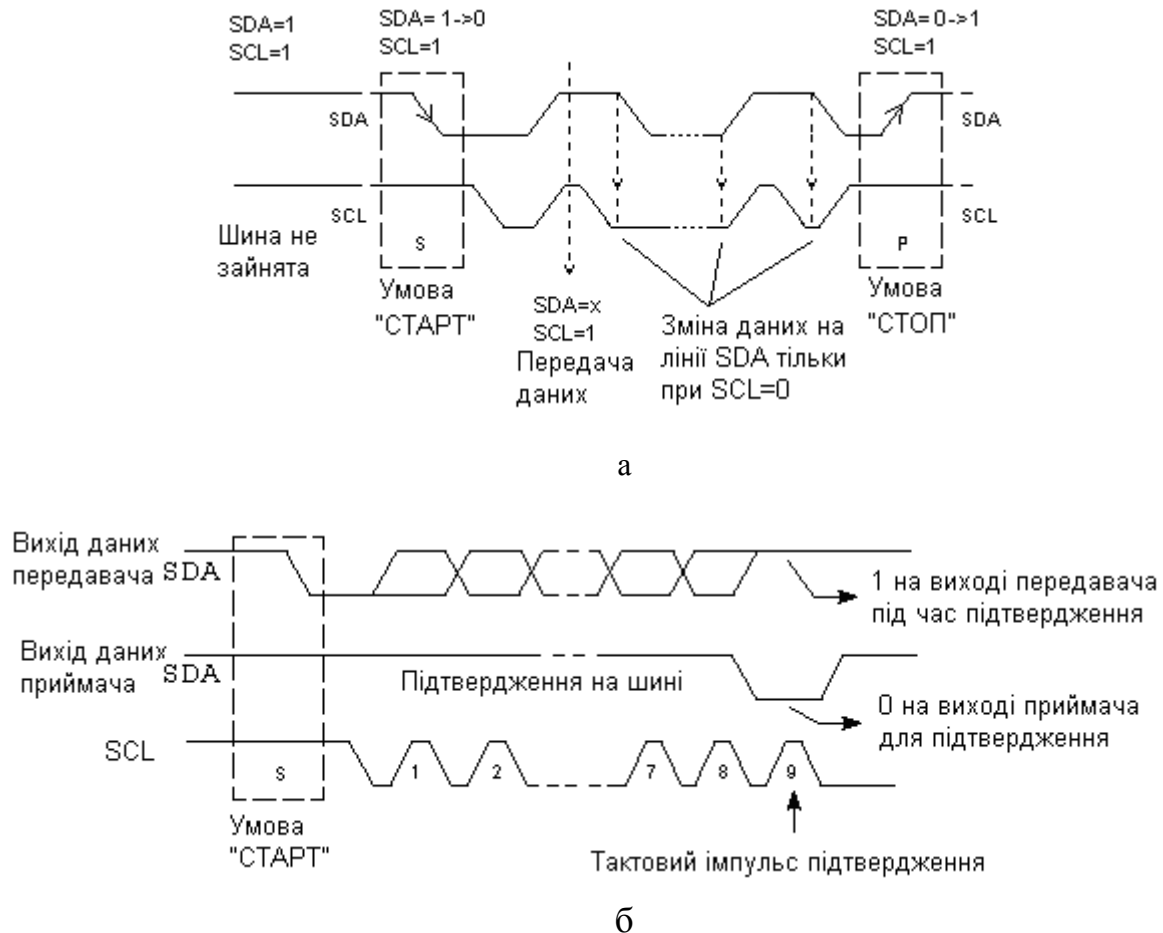 SDA=1
SCL=1
SDA= 1->0
SCL=1
SDA= 0->1
SCL=1
SDA
SDA
SCL
SCL
Шина не
зайнята
S
P
Умова
"СТАРТ"
SDA=x
SCL=1
Передача
даних
Зміна даних на
лінії SDA тільки
при SCL=0
Умова
"СТОП"
а
Вихід даних
передавача SDA
1 на виході передавача
під час підтвердження
Вихід даних
приймача SDA
Підтвердження на шині
0 на виході приймача
для підтвердження
SCL
S
1
2
7
8
9
Умова
"СТАРТ"
Тактовий імпульс підтвердження
б